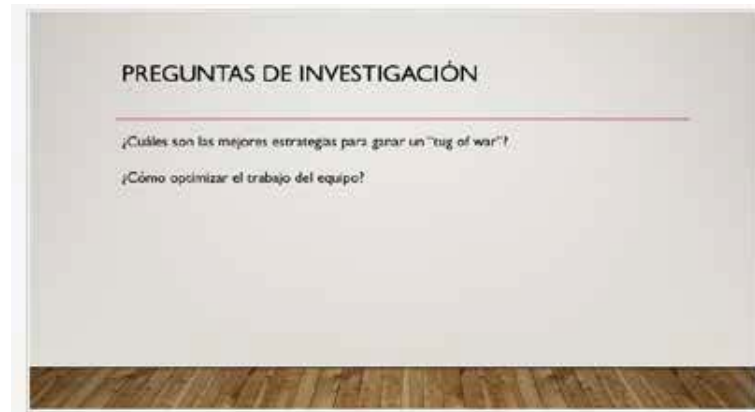 PREGUNTAS DE INVESTIGACIÓN
¿Cuáles son las mejores estrategias para ganar un "tug of war"?
¿Cómo optimizar el trabajo del equipo?